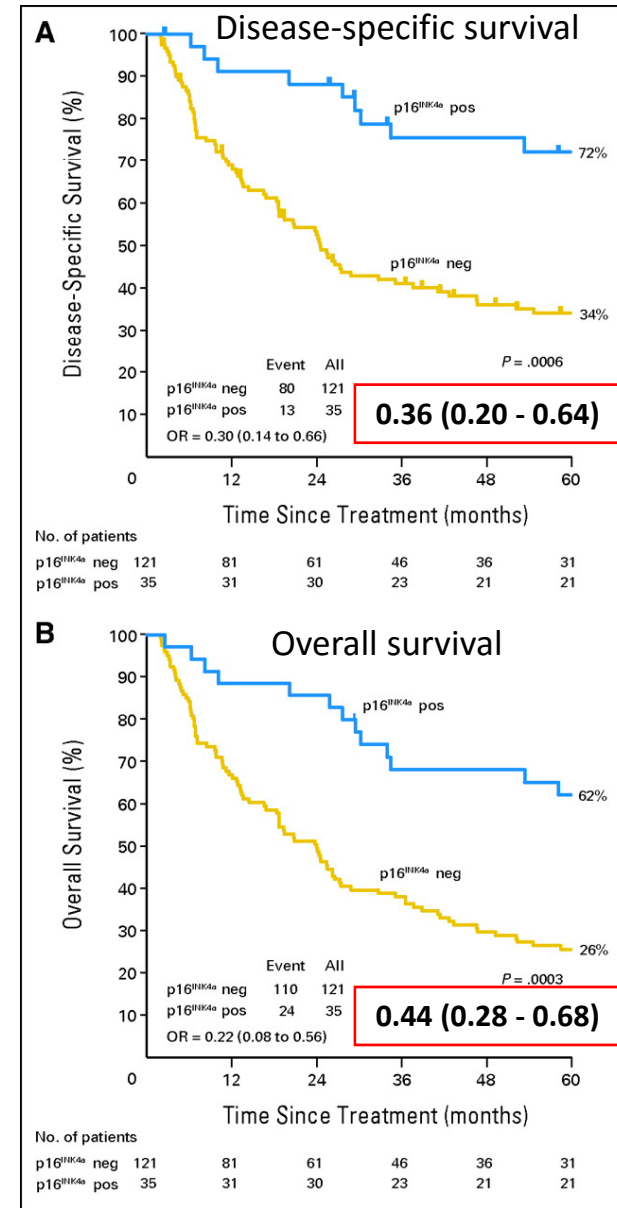 A Disease-specific survival
100
90
80
70
60
50
40
30
20
10
0
Disease-Specific Survival (%)
p16INK4a pos
72%
p16INK4a neg
34%
P = .0006
Event All
p16INK4a neg 80 121
p16INK4a pos 13 35
OR = 0.30 (0.14 to 0.66)
0.36 (0.20 - 0.64)
12 24 36 48 60
Time Since Treatment (months)
No. of patients
p16INK4a neg 121 81 61 46 36 31
p16INK4a pos 35 31 30 23 21 21
B Overall survival
100
90
80
70
60
50
40
30
20
10
0
Overall Survival (%)
p16INK4a pos
62%
p16INK4a neg
26%
P = .0003
Event All
p16INK4a neg 110 121
p16INK4a pos 24 35
OR = 0.22 (0.08 to 0.56)
0.44 (0.28 - 0.68)
12 24 36 48 60
Time Since Treatment (months)
No. of patients
p16INK4a neg 121 81 61 46 36 31
p16INK4a pos 35 31 30 23 21 21